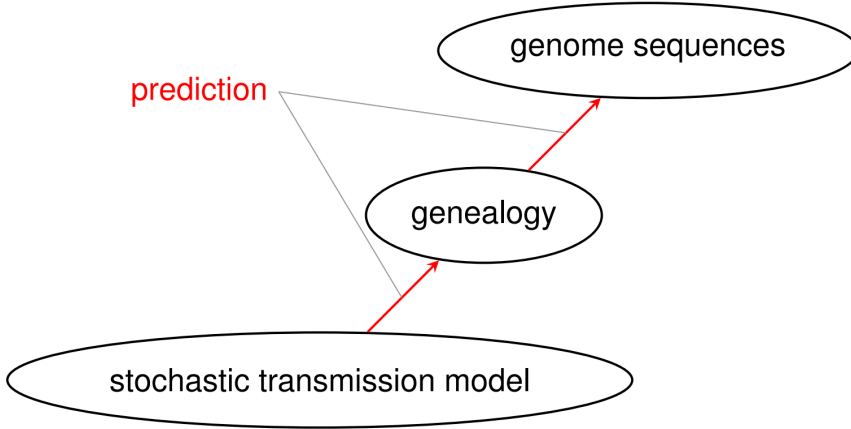 genome sequences
prediction
genealogy
stochastic transmission model